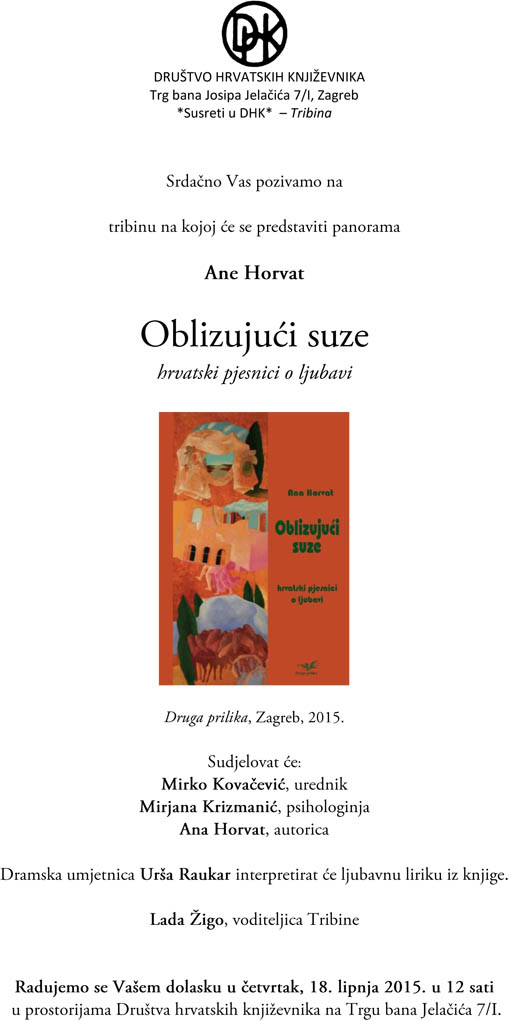 DHK
DRUŠTVO HRVATSKIH KNJIŽEVNIKA
Trg bana Josipa Jelačića 7/I, Zagreb
*Susreti u DHK* – Tribina
Srdačno Vas pozivamo na
tribinu na kojoj će se predstaviti panorama
Ane Horvat
Oblizujući suze
hrvatski pjesnici o ljubavi
Ana Horvat
Oblizujući
suze
hrvatski pjesnici
o ljubavi
druga prilika
Druga prilika, Zagreb, 2015.
Sudjelovat će:
Mirko Kovačević, urednik
Mirjana Krizmanić, psihologinja
Ana Horvat, autorica
Dramska umjetnica Urša Raukar interpretirat će ljubavnu liriku iz knjige.
Lada Žigo, voditeljica Tribine
Radujemo se Vašem dolasku u četvrtak, 18. lipnja 2015. u 12 sati
u prostorijama Društva hrvatskih književnika na Trgu bana Jelačića 7/I.